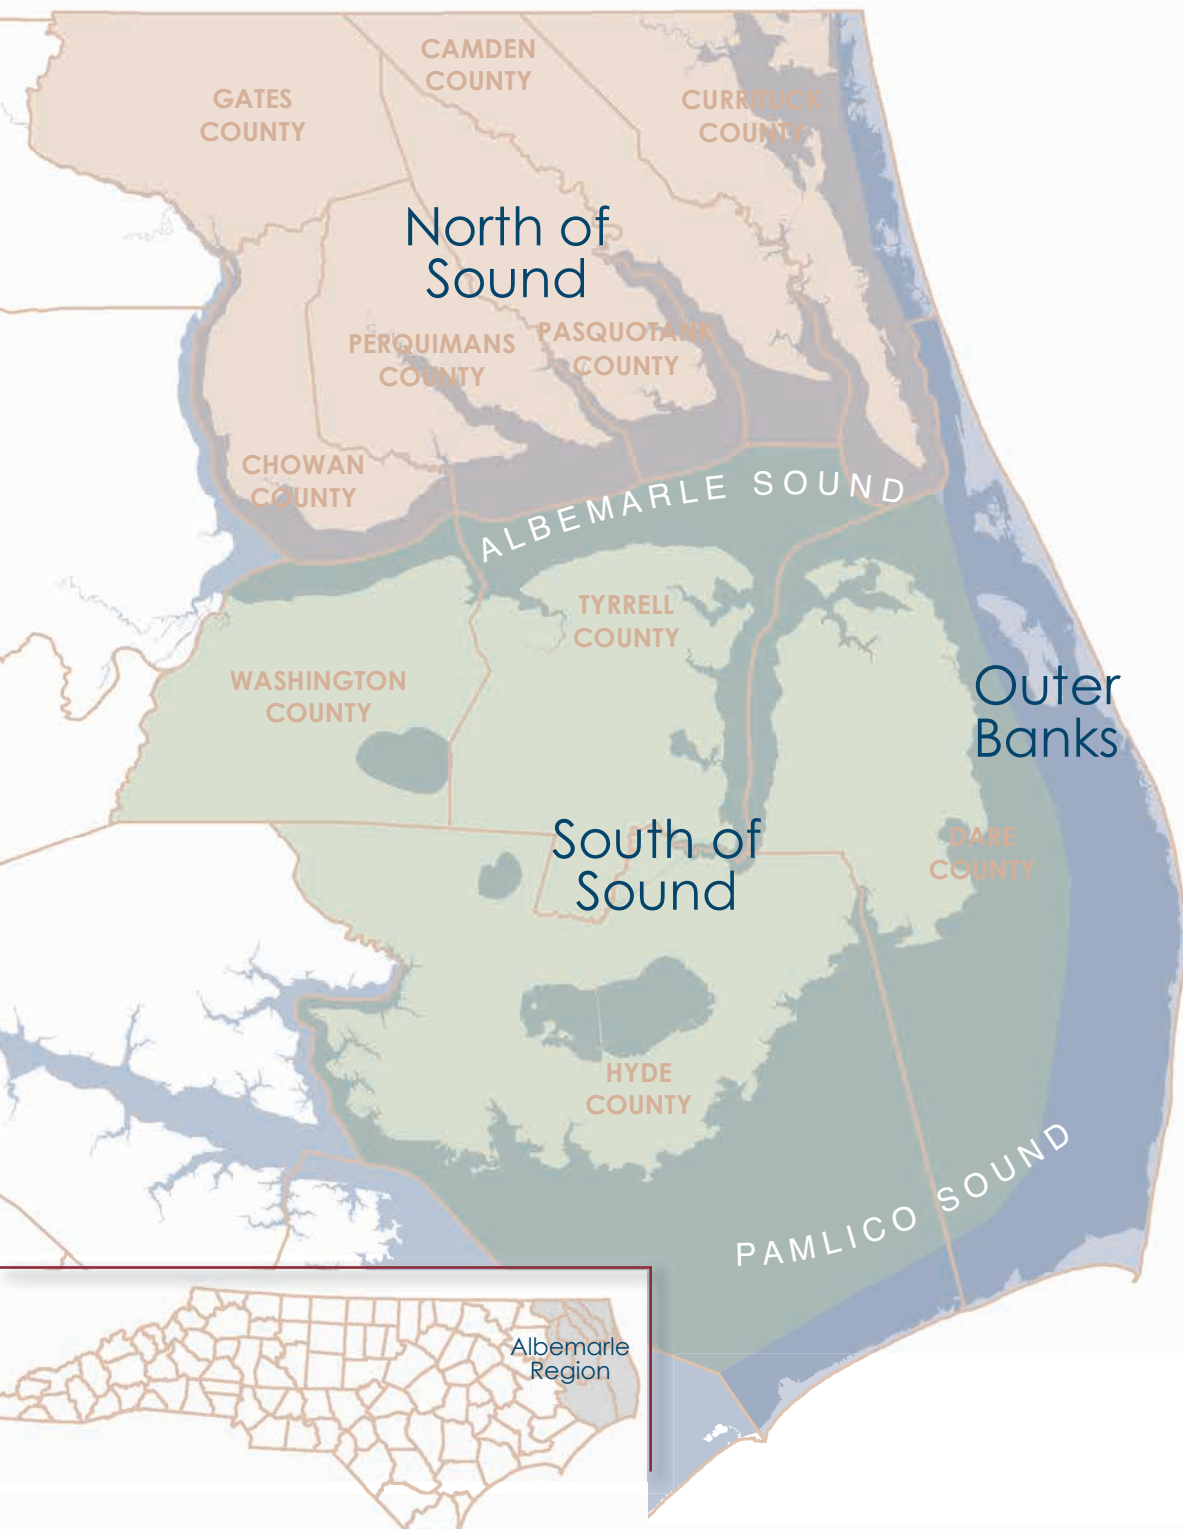 CAMDEN
COUNTY
GATES
COUNTY
CURRITUCK
COUNTY
North of
Sound
PERQUIMANS
COUNTY
PASQUOTANK
COUNTY
CHOWAN
COUNTY
ALBEMARLE SOUND
TYRRELL
COUNTY
WASHINGTON
COUNTY
Outer
Banks
South of
Sound
DARE
COUNTY
HYDE
COUNTY
PAMLICO SOUND
Albemarle
Region